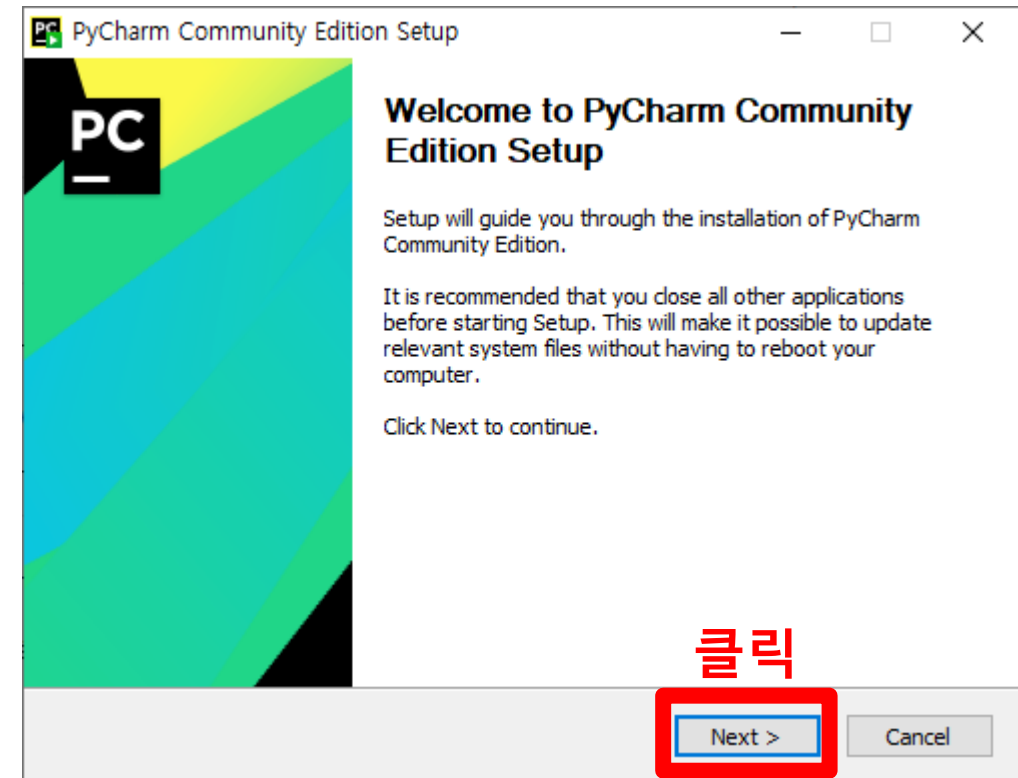 PyCharm Community Edition Setup
PC
Welcome to PyCharm Community
Edition Setup
Setup will guide you through the installation of PyCharm
Community Edition.
It is recommended that you close all other applications
before starting Setup. This will make it possible to update
relevant system files without having to reboot your
computer.
Click Next to continue.
클릭
Next >
Cancel